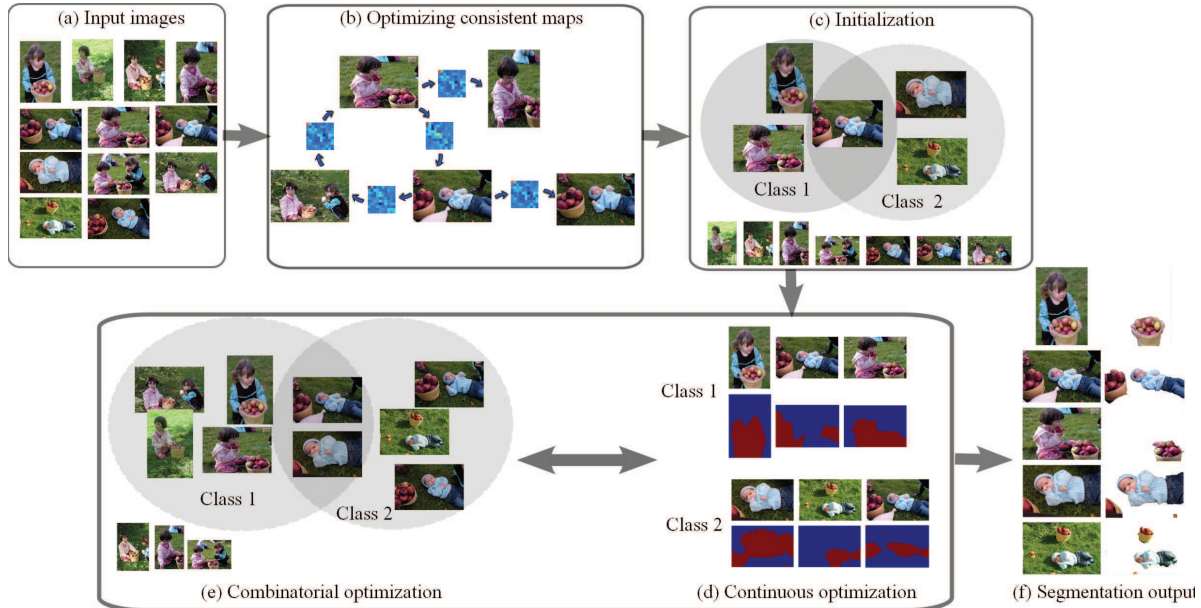 (a) Input images
(b) Optimizing consistent maps
(c) Initialization
Class 1
Class 2
Class 1
Class 2
(e) Combinatorial optimization
Class 1
Class 2
(d) Continuous optimization
(f) Segmentation output